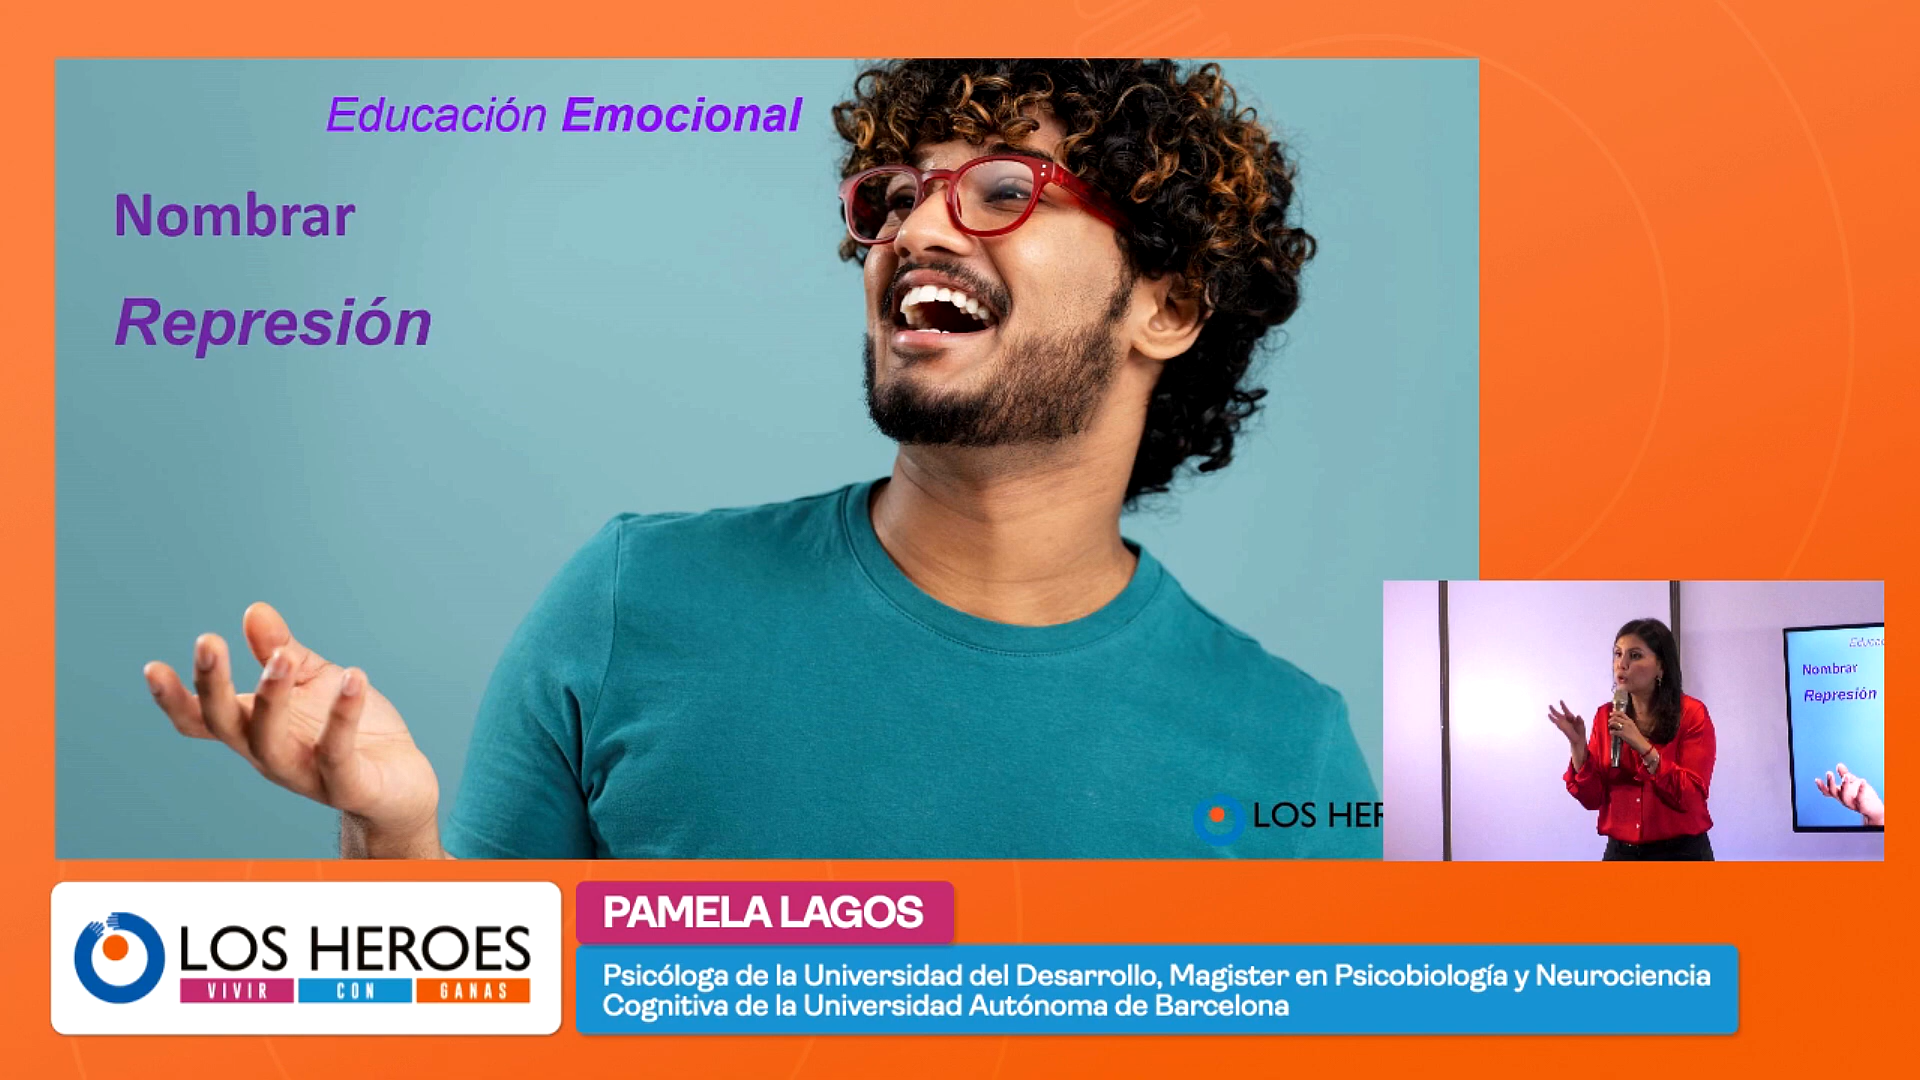 Educación Emocional
Nombrar
Represión
LOS HER
Educac
Nombrar
Represión
LOS HEROES
VIVIR CON GANAS
PAMELA LAGOS
Psicóloga de la Universidad del Desarrollo, Magister en Psicobiología y Neurociencia
Cognitiva de la Universidad Autónoma de Barcelona